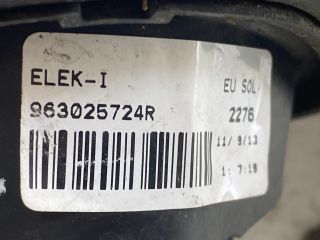 ELEK-I
963025724R
EU SOL
2276
11/ 9/13
1: 7:19